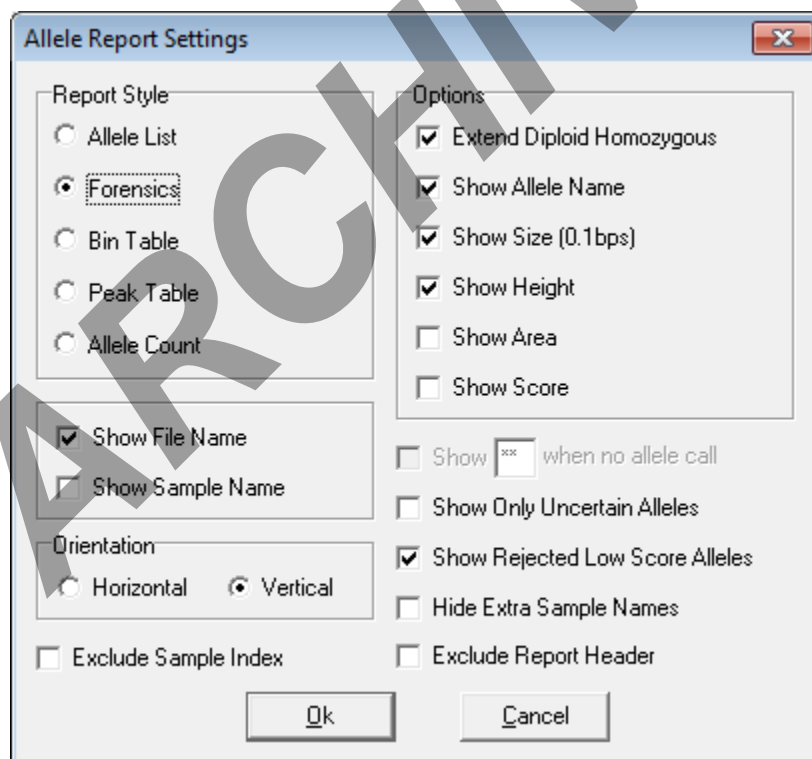 Allele Report Settings
Report Style
Allele List
Forensics
Bin Table
Peak Table
Allele Count
Show File Name
Show Sample Name
Orientation
Horizontal
Vertical
Exclude Sample Index
Options
Extend Diploid Homozygous
Show Allele Name
Show Size (0.1bps)
Show Height
Show Area
Show Score
Show ** when no allele call
Show Only Uncertain Alleles
Show Rejected Low Score Alleles
Hide Extra Sample Names
Exclude Report Header
Ok
Cancel
ARCHIV